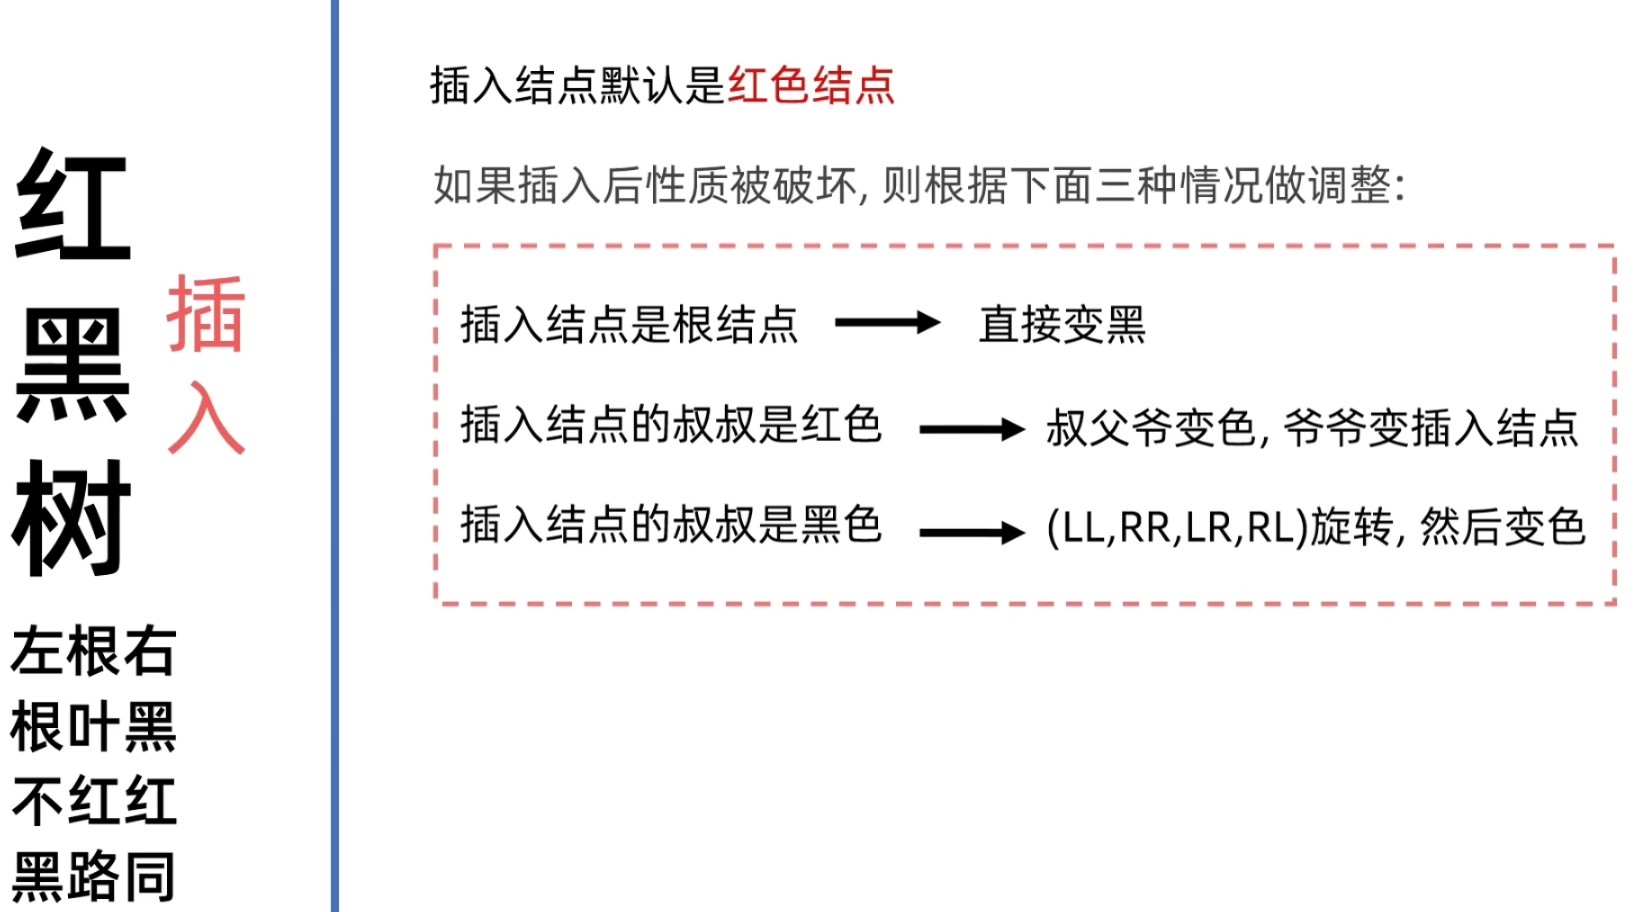 红黑树
插入
左根右
根叶黑
不红红
黑路同
插入结点默认是红色结点
如果插入后性质被破坏, 则根据下面三种情况做调整:
插入结点是根结点 → 直接变黑
插入结点的叔叔是红色 → 叔父爷变色, 爷爷变插入结点
插入结点的叔叔是黑色 → (LL,RR,LR,RL)旋转, 然后变色